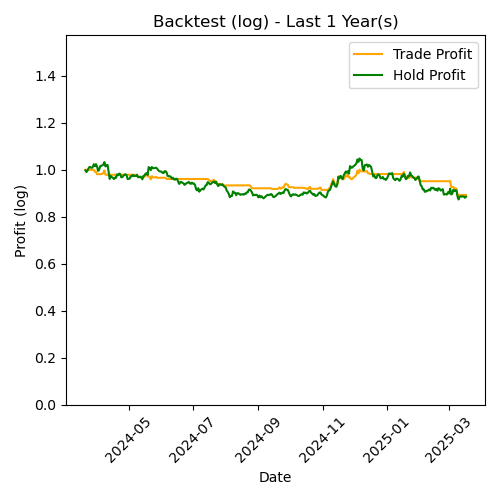 Backtest (log) - Last 1 Year(s)
Trade Profit
Hold Profit
Profit (log)
1.4
1.2
1.0
0.8
0.6
0.4
0.2
0.0
2024-05
2024-07
2024-09
2024-11
2025-01
2025-03
Date